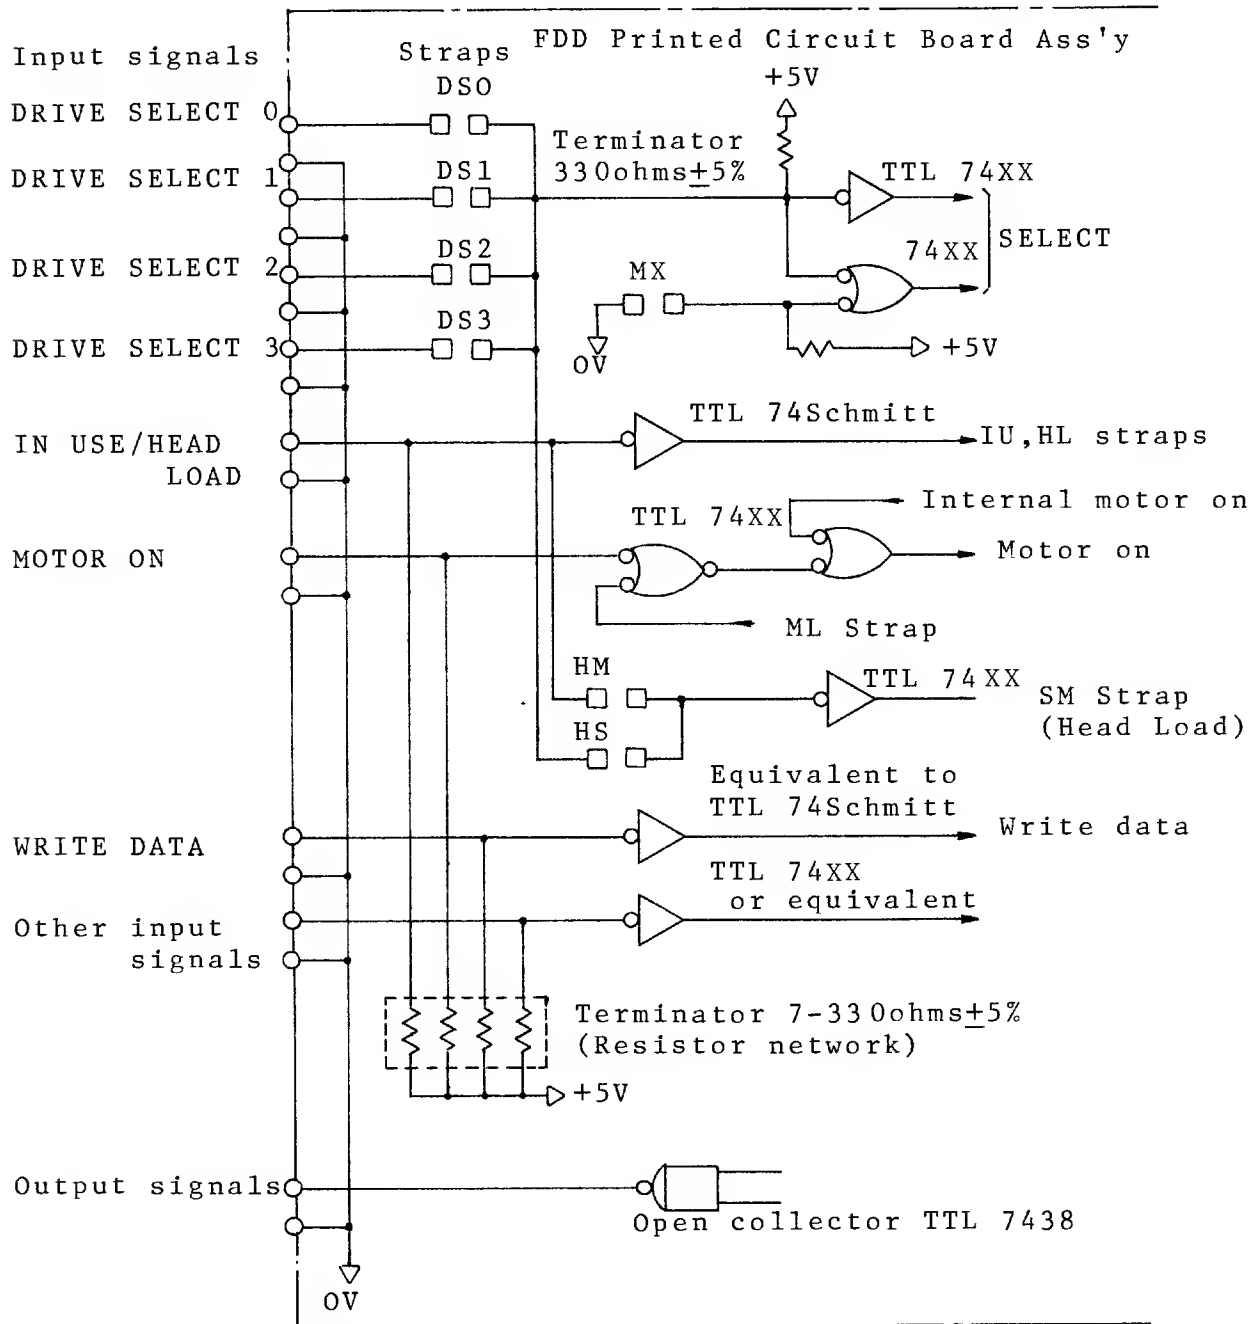 FDD Printed Circuit Board Ass'y
Input signals
Straps
+5V
DS0
DRIVE SELECT 0
Terminator
330ohms±5%
DS1
DRIVE SELECT 1
TTL 74XX
SELECT
74XX
DS2
DRIVE SELECT 2
MX
DS3
DRIVE SELECT 3
0V
+5V
TTL 74Schmitt
IN USE/HEAD
LOAD
IU,HL straps
Internal motor on
TTL 74XX
MOTOR ON
Motor on
ML Strap
HM
TTL 74XX
SM Strap
(Head Load)
HS
Equivalent to
TTL 74Schmitt
WRITE DATA
Write data
TTL 74XX
or equivalent
Other input
signals
Terminator 7-330ohms±5%
(Resistor network)
+5V
Output signals
Open collector TTL 7438
0V